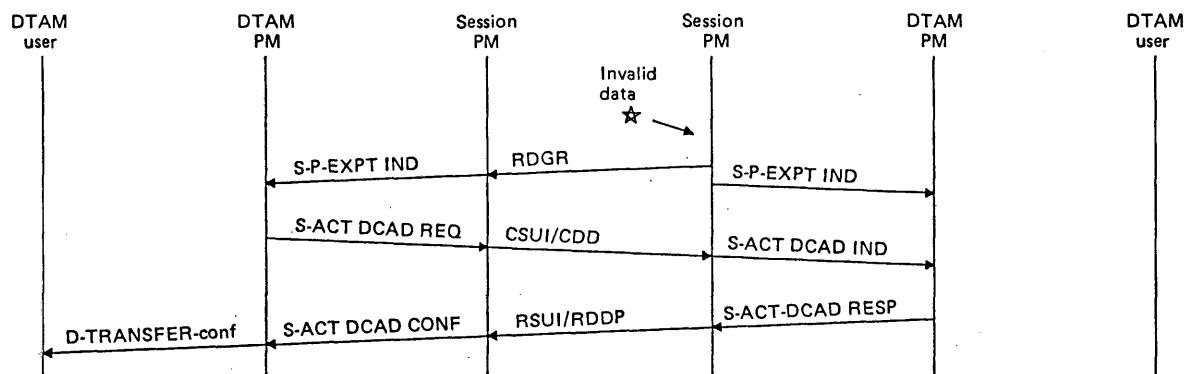 DTAM user
DTAM PM
Session PM
Session PM
DTAM PM
DTAM user
Invalid data
S-P-EXPT IND
RDGR
S-P-EXPT IND
S-ACT DCAD REQ
CSUI/CDD
S-ACT DCAD IND
D-TRANSFER-conf
S-ACT DCAD CONF
RSUI/RDDP
S-ACT-DCAD RESP